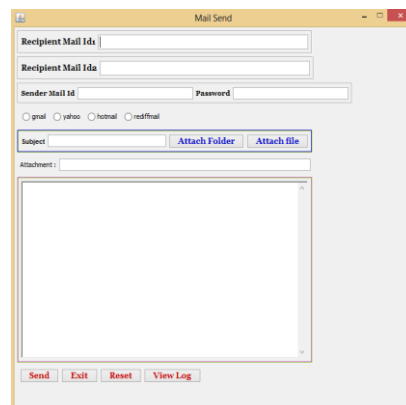 Mail Send
Recipient Mail Id1
Recipient Mail Id2
Sender Mail Id Password
gmail yahoo hotmail rediffmail
Subject Attach Folder Attach file
Attachment :
Send Exit Reset View Log